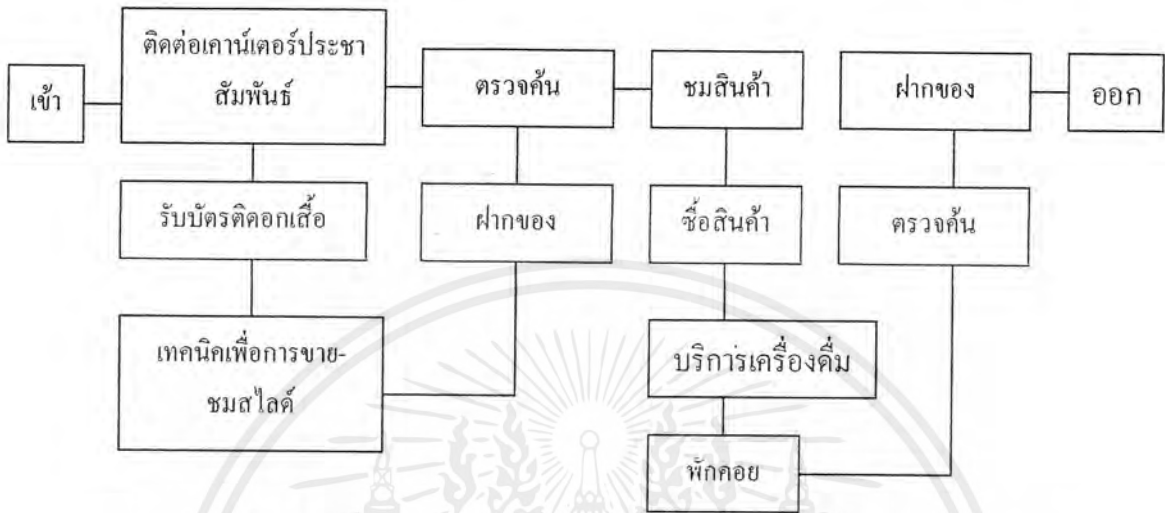 เข้า
ติดต่อเคาน์เตอร์ประชา
สัมพันธ์
ตรวจค้น
ชมสินค้า
ฝากของ
ออก
รับบัตรติดอกเสื้อ
ฝากของ
ซื้อสินค้า
ตรวจค้น
เทคนิคเพื่อการขาย-
ชมสไลด์
บริการเครื่องดื่ม
พักคอย